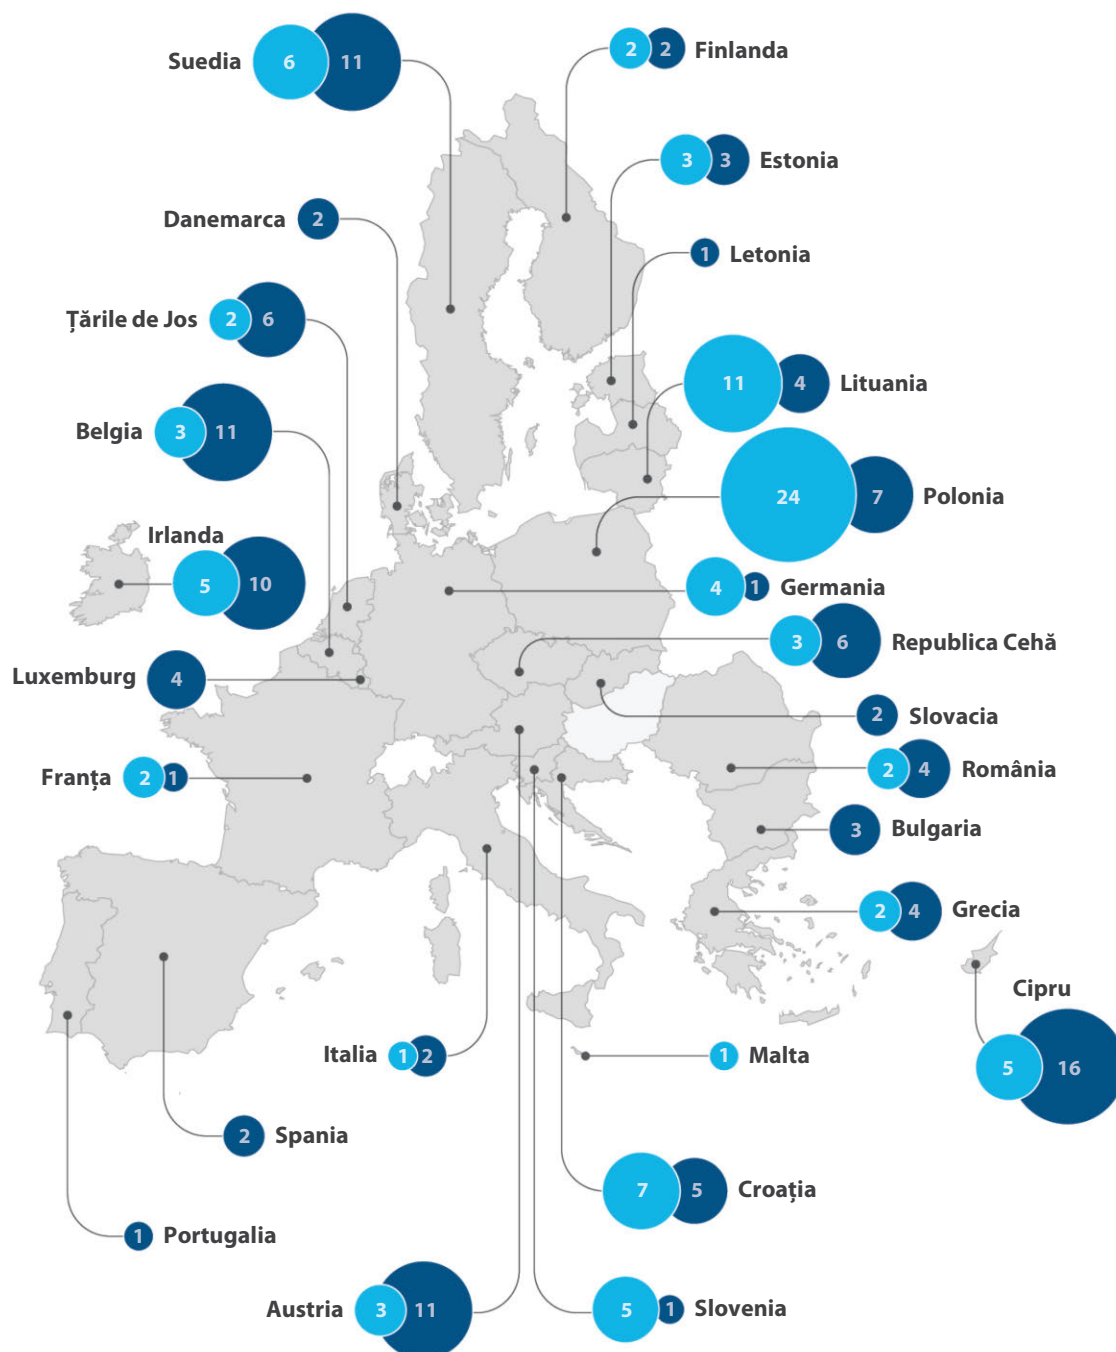 Suedia 6 11
2 2 Finlanda
3 3 Estonia
Danemarca 2
1 Letonia
Țările de Jos 2 6
11 4 Lituania
Belgia 3 11
24 7 Polonia
Irlanda
5 10
4 1 Germania
3 6 Republica Cehă
Luxemburg 4
2 Slovacia
Franța 2 1
2 4 România
3 Bulgaria
2 4 Grecia
Cipru
5 16
Italia 1 2
1 Malta
2 Spania
7 5 Croația
1 Portugalia
Austria 3 11
5 1 Slovenia